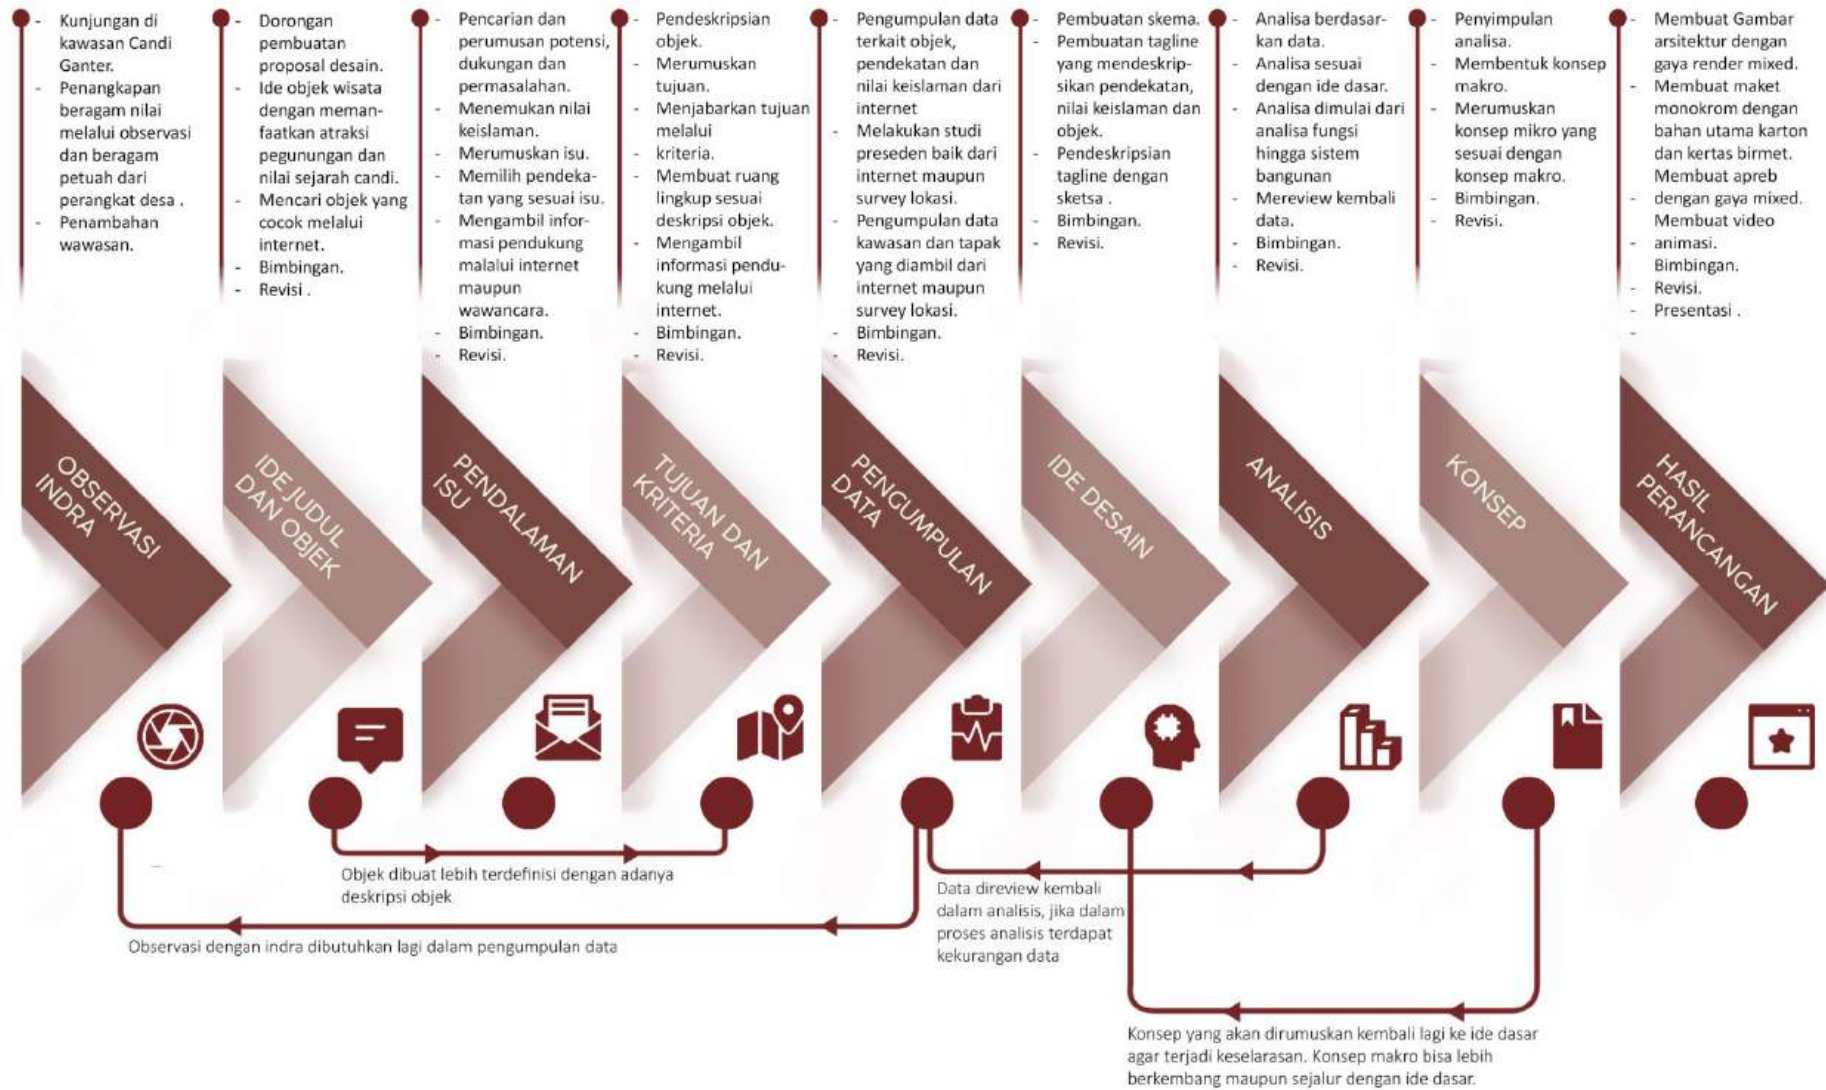 - Kunjungan di
kawasan Candi
Ganter.
- Penangkapan
beragam nilai
melalui observasi
dan beragam
petuah dari
perangkat desa .
- Penambahan
wawasan.
- Dorongan
pembuatan
proposal desain.
- Ide objek wisata
dengan meman-
faatkan atraksi
pegunungan dan
nilai sejarah candi.
- Mencari objek yang
cocok melalui
internet.
- Bimbingan.
- Revisi .
- Pencarian dan
perumusan potensi,
dukungan dan
permasalahan.
- Menemukan nilai
keislaman.
- Merumuskan isu.
- Memilih pendeka-
tan yang sesuai isu.
- Mengambil infor-
masi pendukung
malalui internet
maupun
wawancara.
- Bimbingan.
- Revisi.
- Pendeskripsian
objek.
- Merumuskan
tujuan.
- Menjabarkan tujuan
melalui
- kriteria.
- Membuat ruang
lingkup sesuai
deskripsi objek.
- Mengambil
informasi pendu-
kung melalui
internet.
- Bimbingan.
- Revisi.
- Pengumpulan data
terkait objek,
pendekatan dan
nilai keislaman dari
internet
- Melakukan studi
preseden baik dari
internet maupun
survey lokasi.
- Pengumpulan data
kawasan dan tapak
yang diambil dari
internet maupun
survey lokasi.
- Bimbingan.
- Revisi.
- Pembuatan skema.
- Pembuatan tagline
yang mendeskrip-
sikan pendekatan,
nilai keislaman dan
objek.
- Pendeskripsian
tagline dengan
sketsa .
- Bimbingan.
- Revisi.
- Analisa berdasar-
kan data.
- Analisa sesuai
dengan ide dasar.
- Analisa dimulai dari
analisa fungsi
hingga sistem
bangunan
- Mereview kembali
data.
- Bimbingan.
- Revisi.
- Penyimpulan
analisa.
- Membentuk konsep
makro.
- Merumuskan
konsep mikro yang
sesuai dengan
konsep makro.
- Bimbingan.
- Revisi.
- Membuat Gambar
arsitektur dengan
gaya render mixed.
- Membuat maket
monokrom dengan
bahan utama karton
dan kertas birmet.
- Membuat apreb
- dengan gaya mixed.
Membuat video
- animasi.
Bimbingan.
- Revisi.
- Presentasi .
-
OBSERVASI
INDRA
IDE JUDUL
DAN OBJEK
PENDALAMAN
ISU
TUJUAN DAN
KRITERIA
PENGUMPULAN
DATA
IDE DESAIN
ANALISIS
KONSEP
HASIL
PERANCANGAN
Objek dibuat lebih terdefinisi dengan adanya
deskripsi objek
Observasi dengan indra dibutuhkan lagi dalam pengumpulan data
Data direview kembali
dalam analisis, jika dalam
proses analisis terdapat
kekurangan data
Konsep yang akan dirumuskan kembali lagi ke ide dasar
agar terjadi keselarasan. Konsep makro bisa lebih
berkembang maupun sejalur dengan ide dasar.